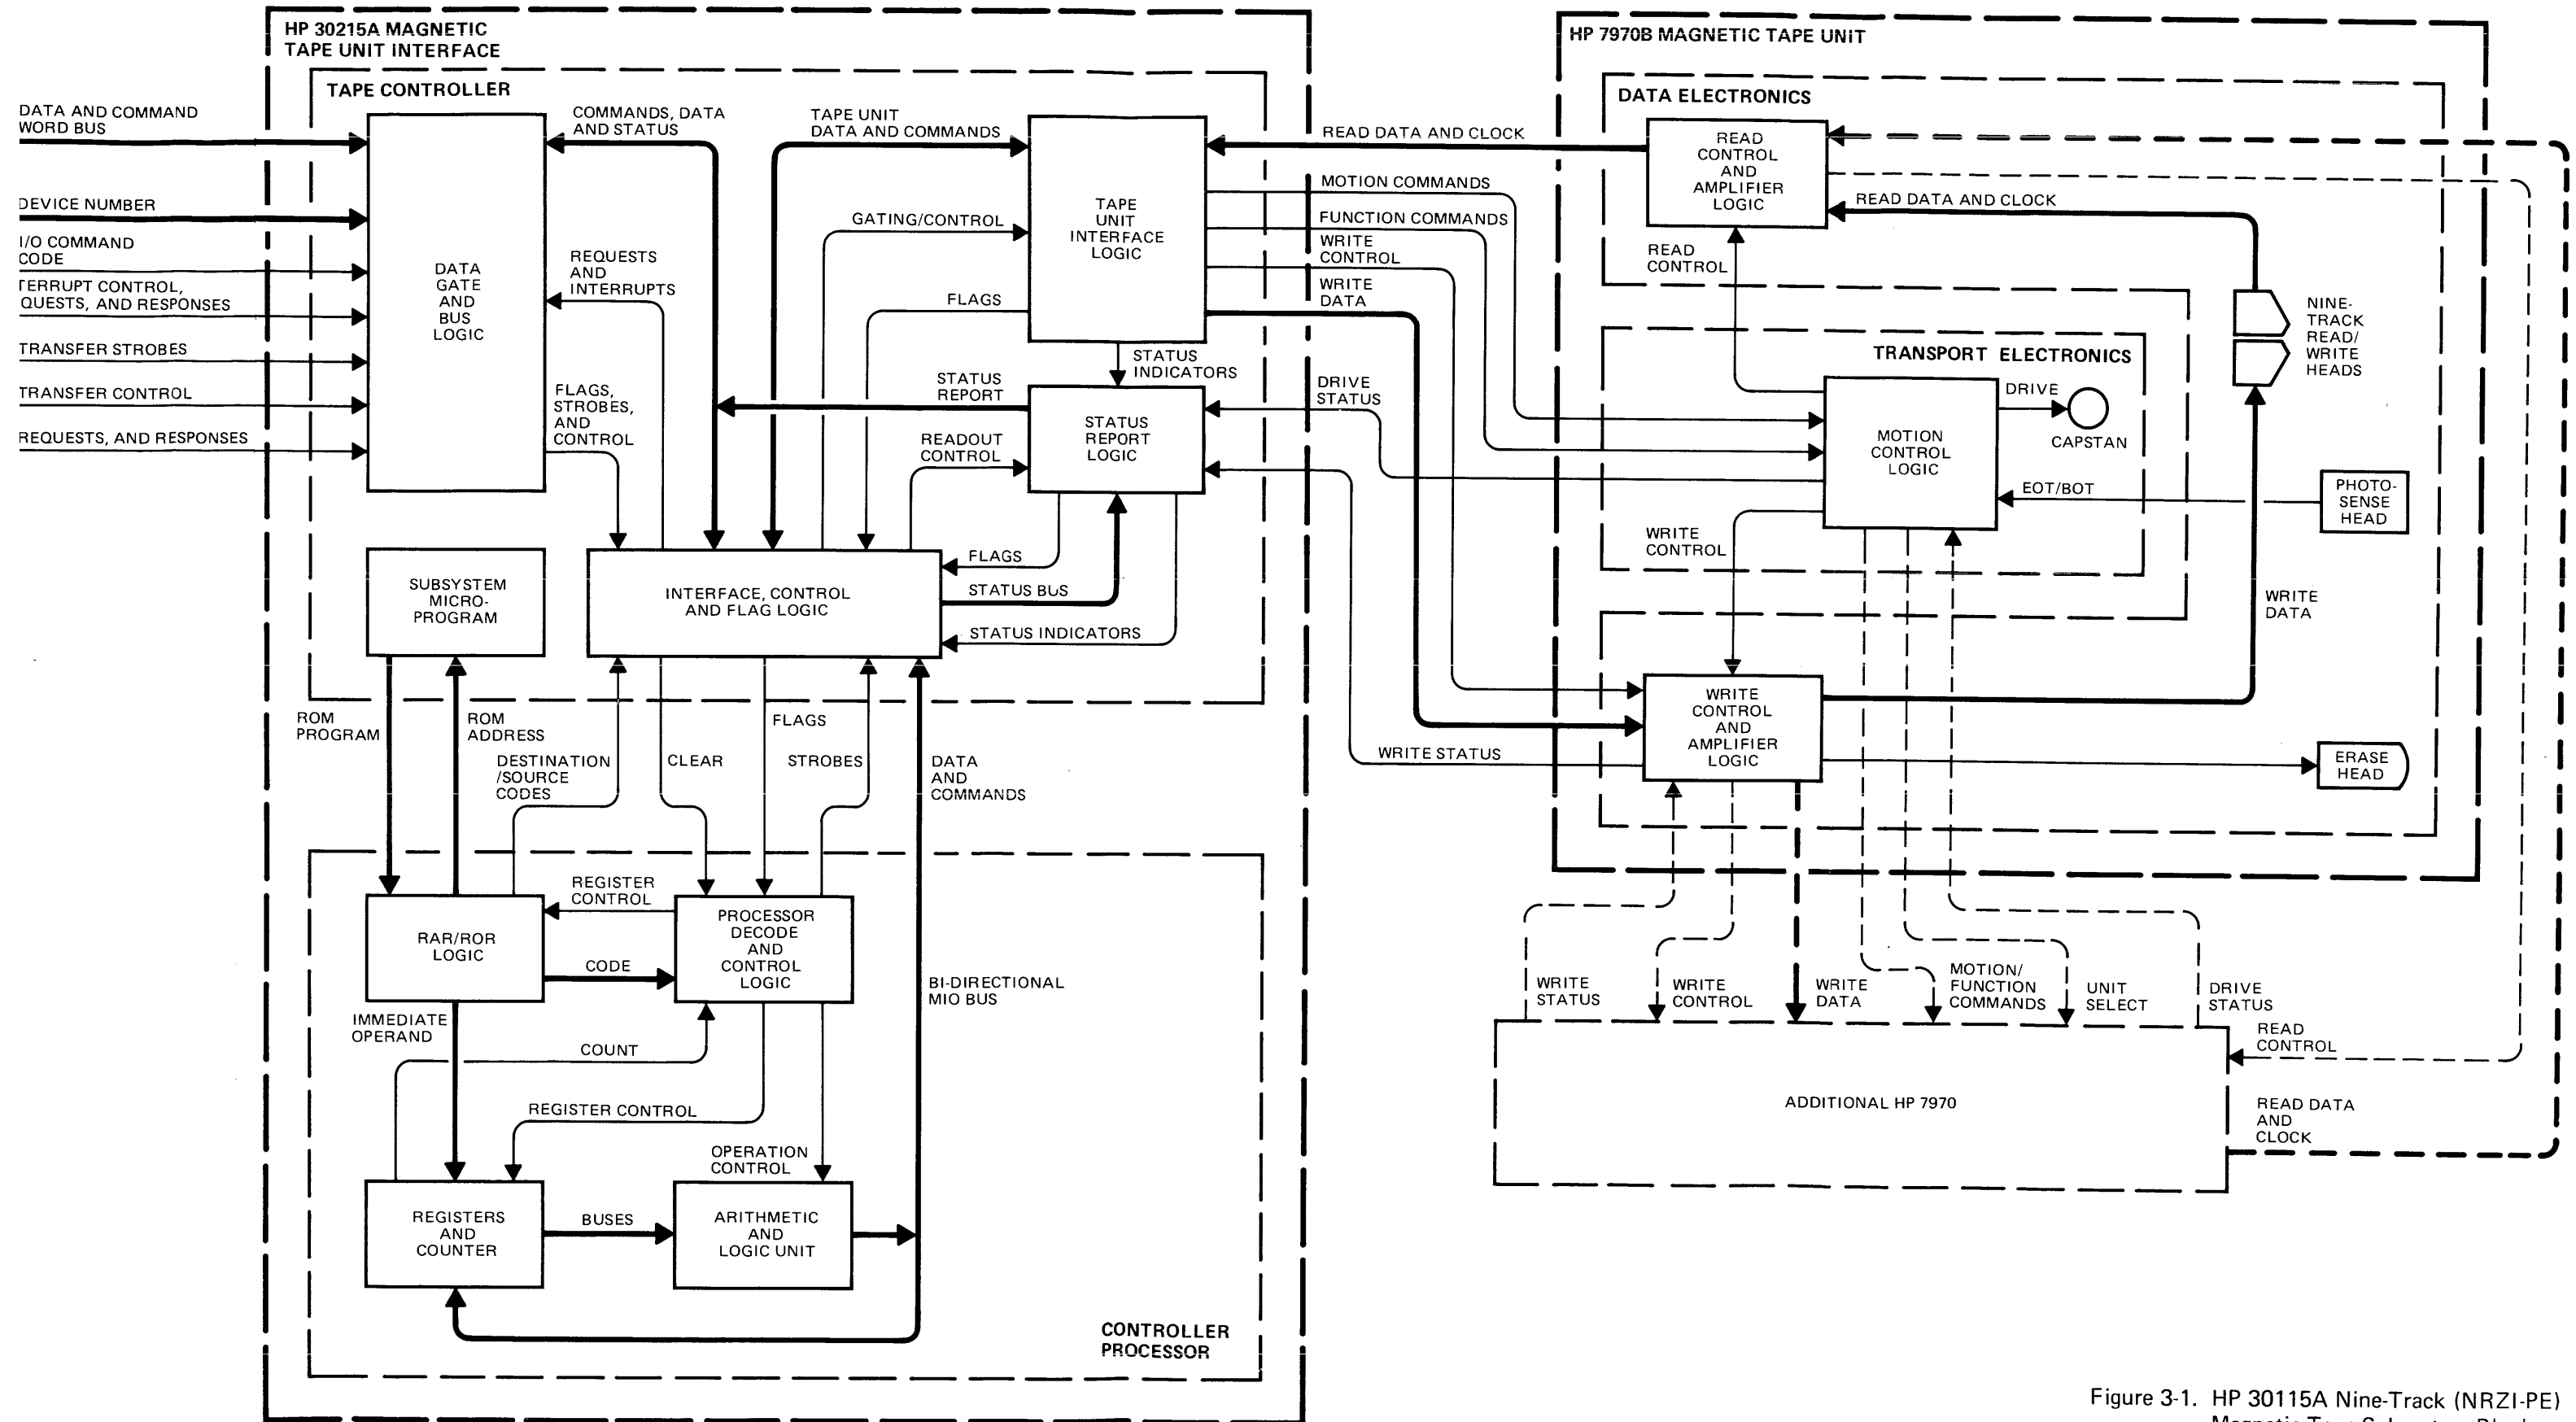 HP 30215A MAGNETIC
TAPE UNIT INTERFACE
TAPE CONTROLLER
DATA AND COMMAND
WORD BUS
DEVICE NUMBER
I/O COMMAND
CODE
TERRUPT CONTROL,
QUESTS, AND RESPONSES
TRANSFER STROBES
TRANSFER CONTROL
REQUESTS, AND RESPONSES
DATA
GATE
AND
BUS
LOGIC
COMMANDS, DATA
AND STATUS
REQUESTS
AND
INTERRUPTS
FLAGS,
STROBES,
AND
CONTROL
TAPE UNIT
DATA AND COMMANDS
GATING/CONTROL
FLAGS
TAPE
UNIT
INTERFACE
LOGIC
STATUS
INDICATORS
STATUS
REPORT
READOUT
CONTROL
STATUS
REPORT
LOGIC
FLAGS
STATUS BUS
STATUS INDICATORS
SUBSYSTEM
MICRO-
PROGRAM
INTERFACE, CONTROL
AND FLAG LOGIC
ROM
PROGRAM
ROM
ADDRESS
DESTINATION
/SOURCE
CODES
CLEAR
FLAGS
STROBES
DATA
AND
COMMANDS
RAR/ROR
LOGIC
REGISTER
CONTROL
CODE
PROCESSOR
DECODE
AND
CONTROL
LOGIC
BI-DIRECTIONAL
MIO BUS
IMMEDIATE
OPERAND
COUNT
REGISTER CONTROL
OPERATION
CONTROL
REGISTERS
AND
COUNTER
BUSES
ARITHMETIC
AND
LOGIC UNIT
CONTROLLER
PROCESSOR
READ DATA AND CLOCK
MOTION COMMANDS
FUNCTION COMMANDS
WRITE
CONTROL
WRITE
DATA
DRIVE
STATUS
WRITE STATUS
HP 7970B MAGNETIC TAPE UNIT
DATA ELECTRONICS
READ
CONTROL
AND
AMPLIFIER
LOGIC
READ DATA AND CLOCK
READ
CONTROL
NINE-
TRACK
READ/
WRITE
HEADS
TRANSPORT ELECTRONICS
MOTION
CONTROL
LOGIC
DRIVE
CAPSTAN
EOT/BOT
PHOTO-
SENSE
HEAD
WRITE
CONTROL
WRITE
DATA
WRITE
CONTROL
AND
AMPLIFIER
LOGIC
ERASE
HEAD
WRITE
STATUS
WRITE
CONTROL
WRITE
DATA
MOTION/
FUNCTION
COMMANDS
UNIT
SELECT
DRIVE
STATUS
READ
CONTROL
ADDITIONAL HP 7970
READ DATA
AND
CLOCK
Figure 3-1. HP 30115A Nine-Track (NRZI-PE)